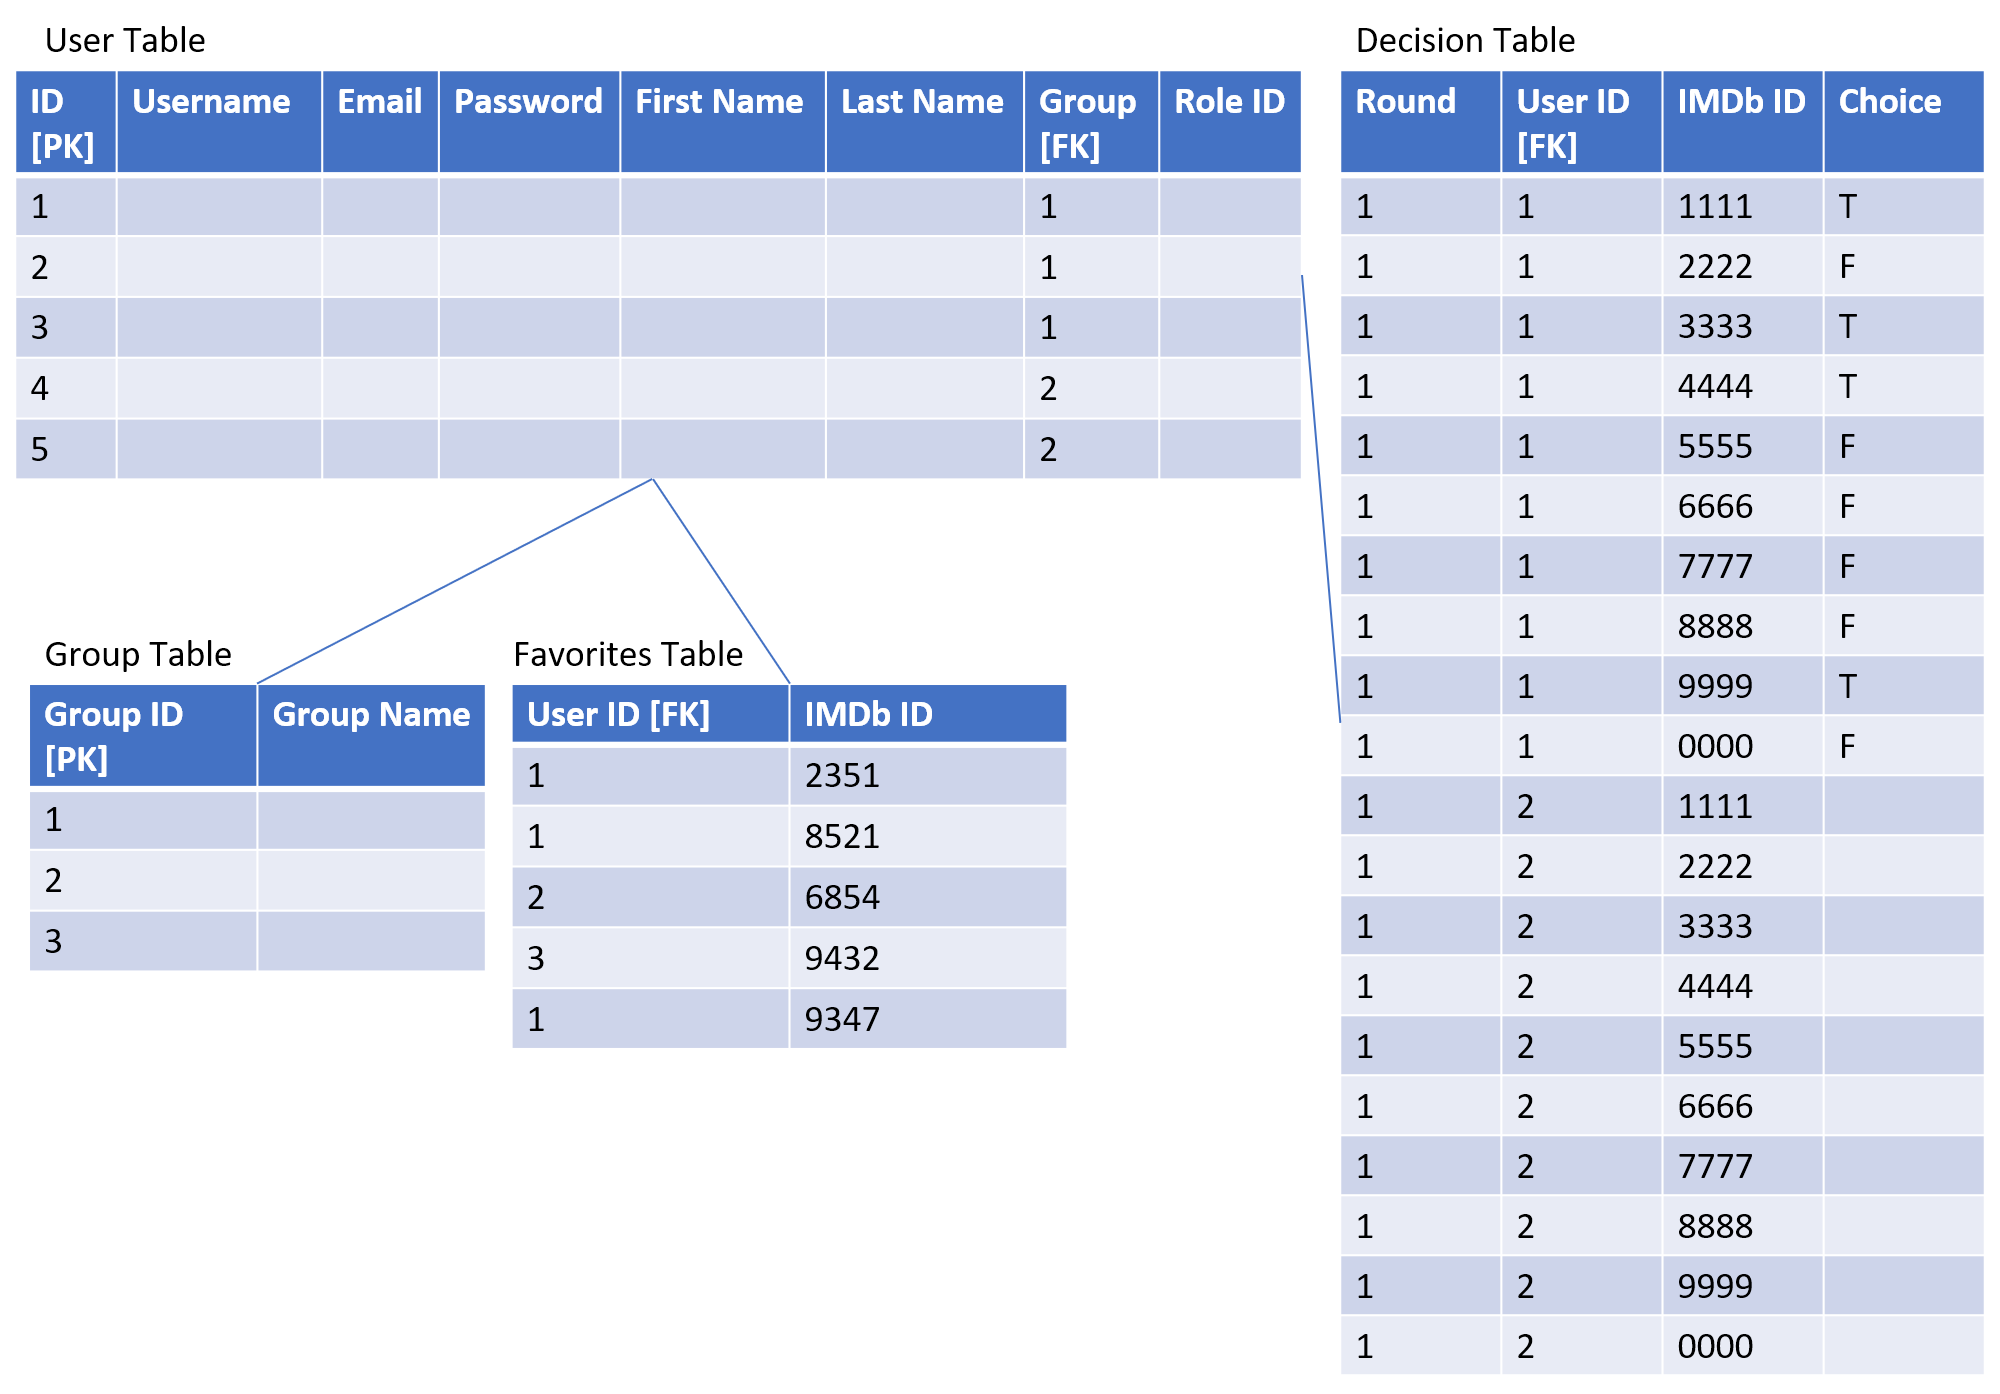 User Table
ID [PK] Username Email Password First Name Last Name Group [FK] Role ID
1 1
2 1
3 1
4 2
5 2
Group Table
Group ID [PK] Group Name
1
2
3
Favorites Table
User ID [FK] IMDb ID
1 2351
1 8521
2 6854
3 9432
1 9347
Decision Table
Round User ID [FK] IMDb ID Choice
1 1 1111 T
1 1 2222 F
1 1 3333 T
1 1 4444 T
1 1 5555 F
1 1 6666 F
1 1 7777 F
1 1 8888 F
1 1 9999 T
1 1 0000 F
1 2 1111
1 2 2222
1 2 3333
1 2 4444
1 2 5555
1 2 6666
1 2 7777
1 2 8888
1 2 9999
1 2 0000